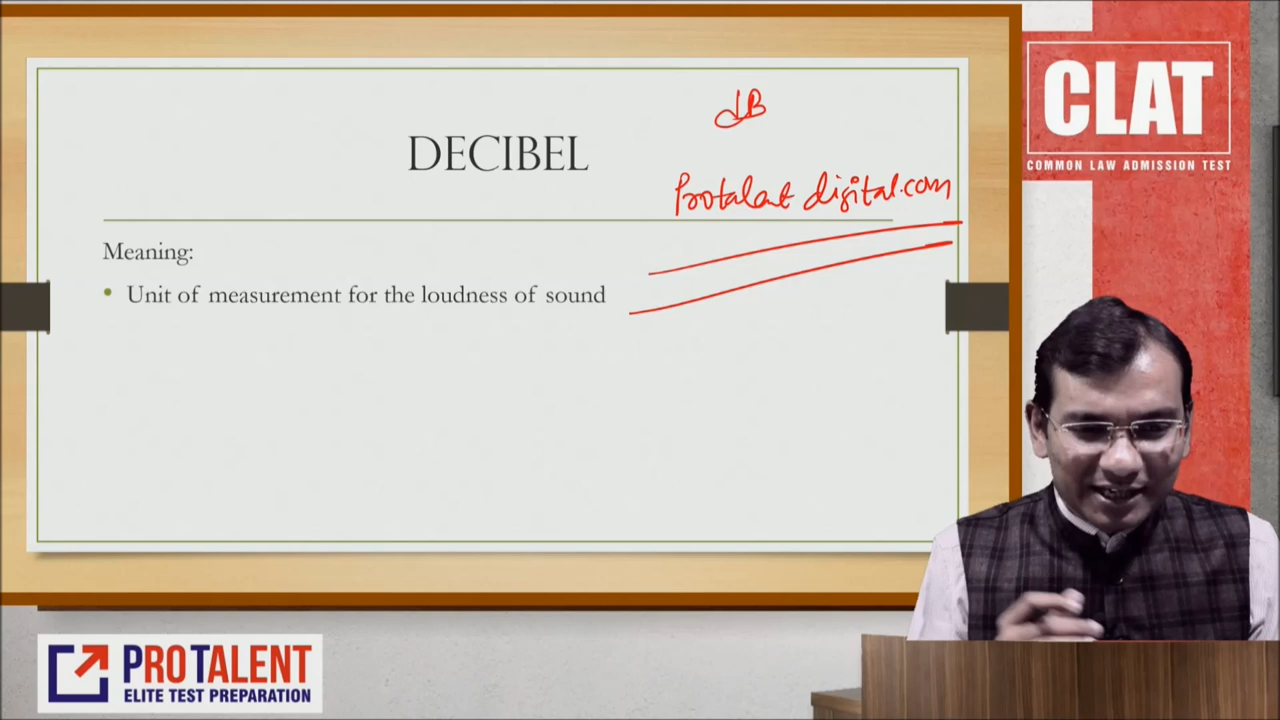 dB
DECIBEL
Protalent digital.com
Meaning:
• Unit of measurement for the loudness of sound
CLAT
COMMON LAW ADMISSION TEST
PROTALENT
ELITE TEST PREPARATION